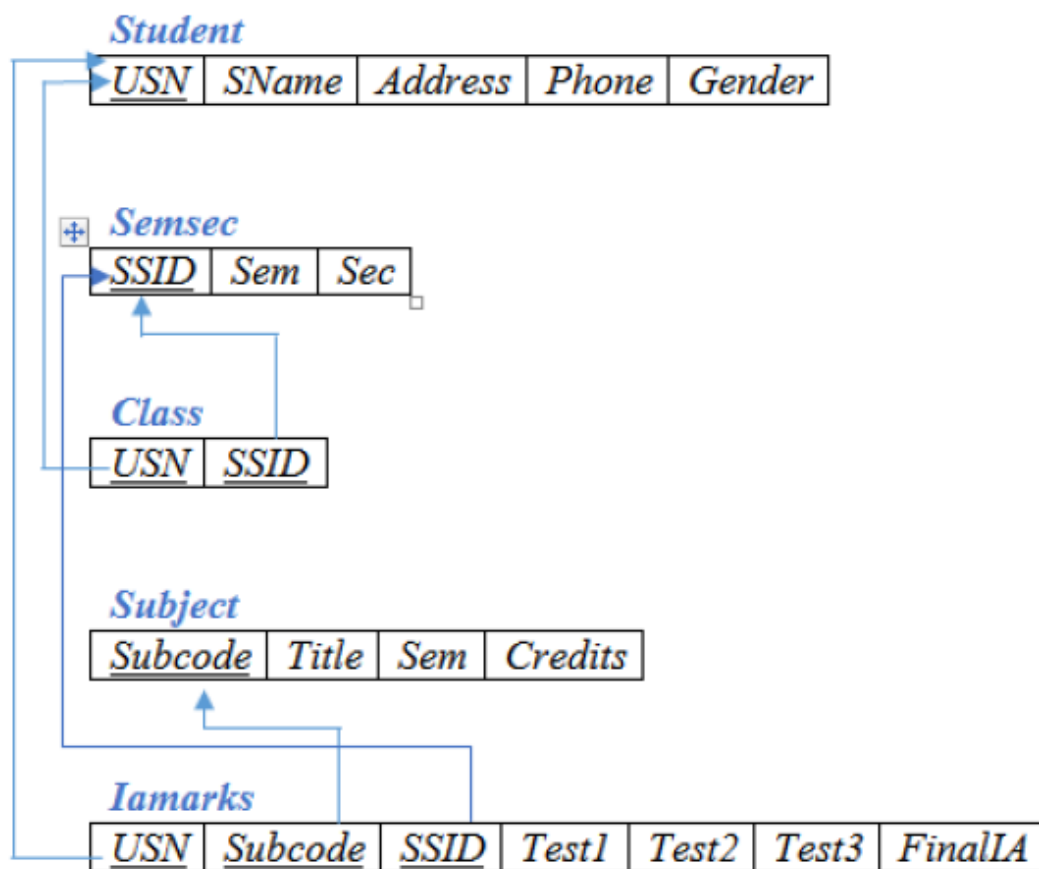 Student
USN SName Address Phone Gender
Semsec
SSID Sem Sec
Class
USN SSID
Subject
Subcode Title Sem Credits
Iamarks
USN Subcode SSID Test1 Test2 Test3 FinalIA